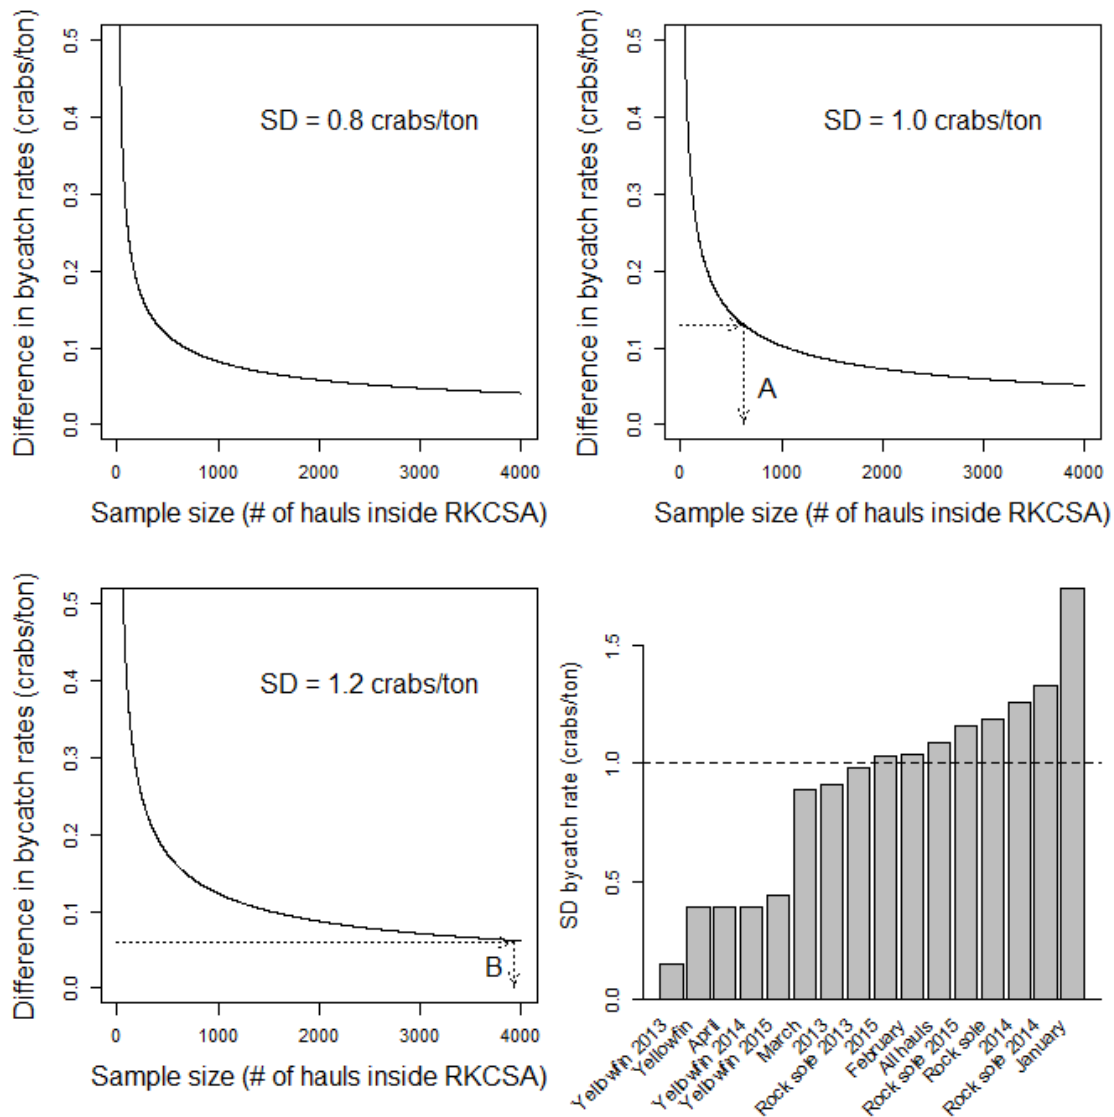 Difference in bycatch rates (crabs/ton)
0.5
0.4
0.3
0.2
0.1
0.0
SD = 0.8 crabs/ton
0 1000 2000 3000 4000
Sample size (# of hauls inside RKCSA)
Difference in bycatch rates (crabs/ton)
0.5
0.4
0.3
0.2
0.1
0.0
SD = 1.0 crabs/ton
A
0 1000 2000 3000 4000
Sample size (# of hauls inside RKCSA)
Difference in bycatch rates (crabs/ton)
0.5
0.4
0.3
0.2
0.1
0.0
SD = 1.2 crabs/ton
B
0 1000 2000 3000 4000
Sample size (# of hauls inside RKCSA)
SD bycatch rate (crabs/ton)
1.5
1.0
0.5
0.0
Yellowfin 2013
Yellowfin
April
Yellowfin 2014
Yellowfin 2015
March
2013
Rock sole 2013
2015
February
All hauls
Rock sole 2015
Rock sole
2014
Rock sole 2014
January